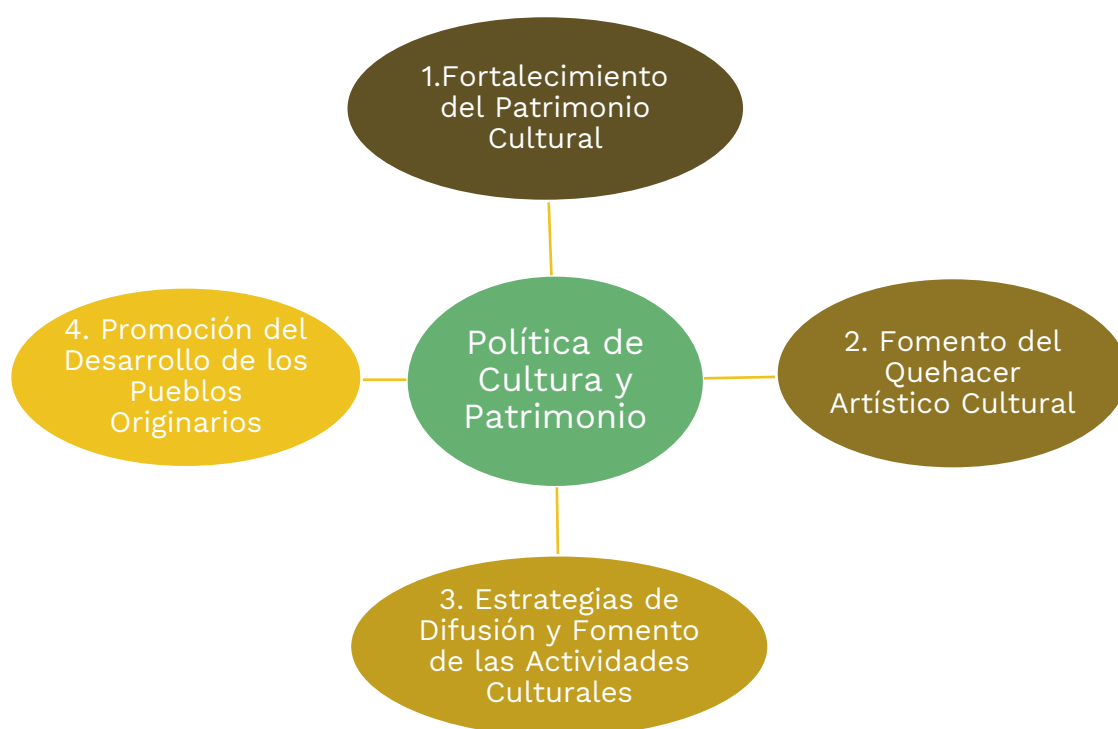 1.Fortalecimiento
del Patrimonio
Cultural
4. Promoción del
Desarrollo de los
Pueblos
Originarios
Política de
Cultura y
Patrimonio
2. Fomento del
Quehacer
Artístico Cultural
3. Estrategias de
Difusión y Fomento
de las Actividades
Culturales